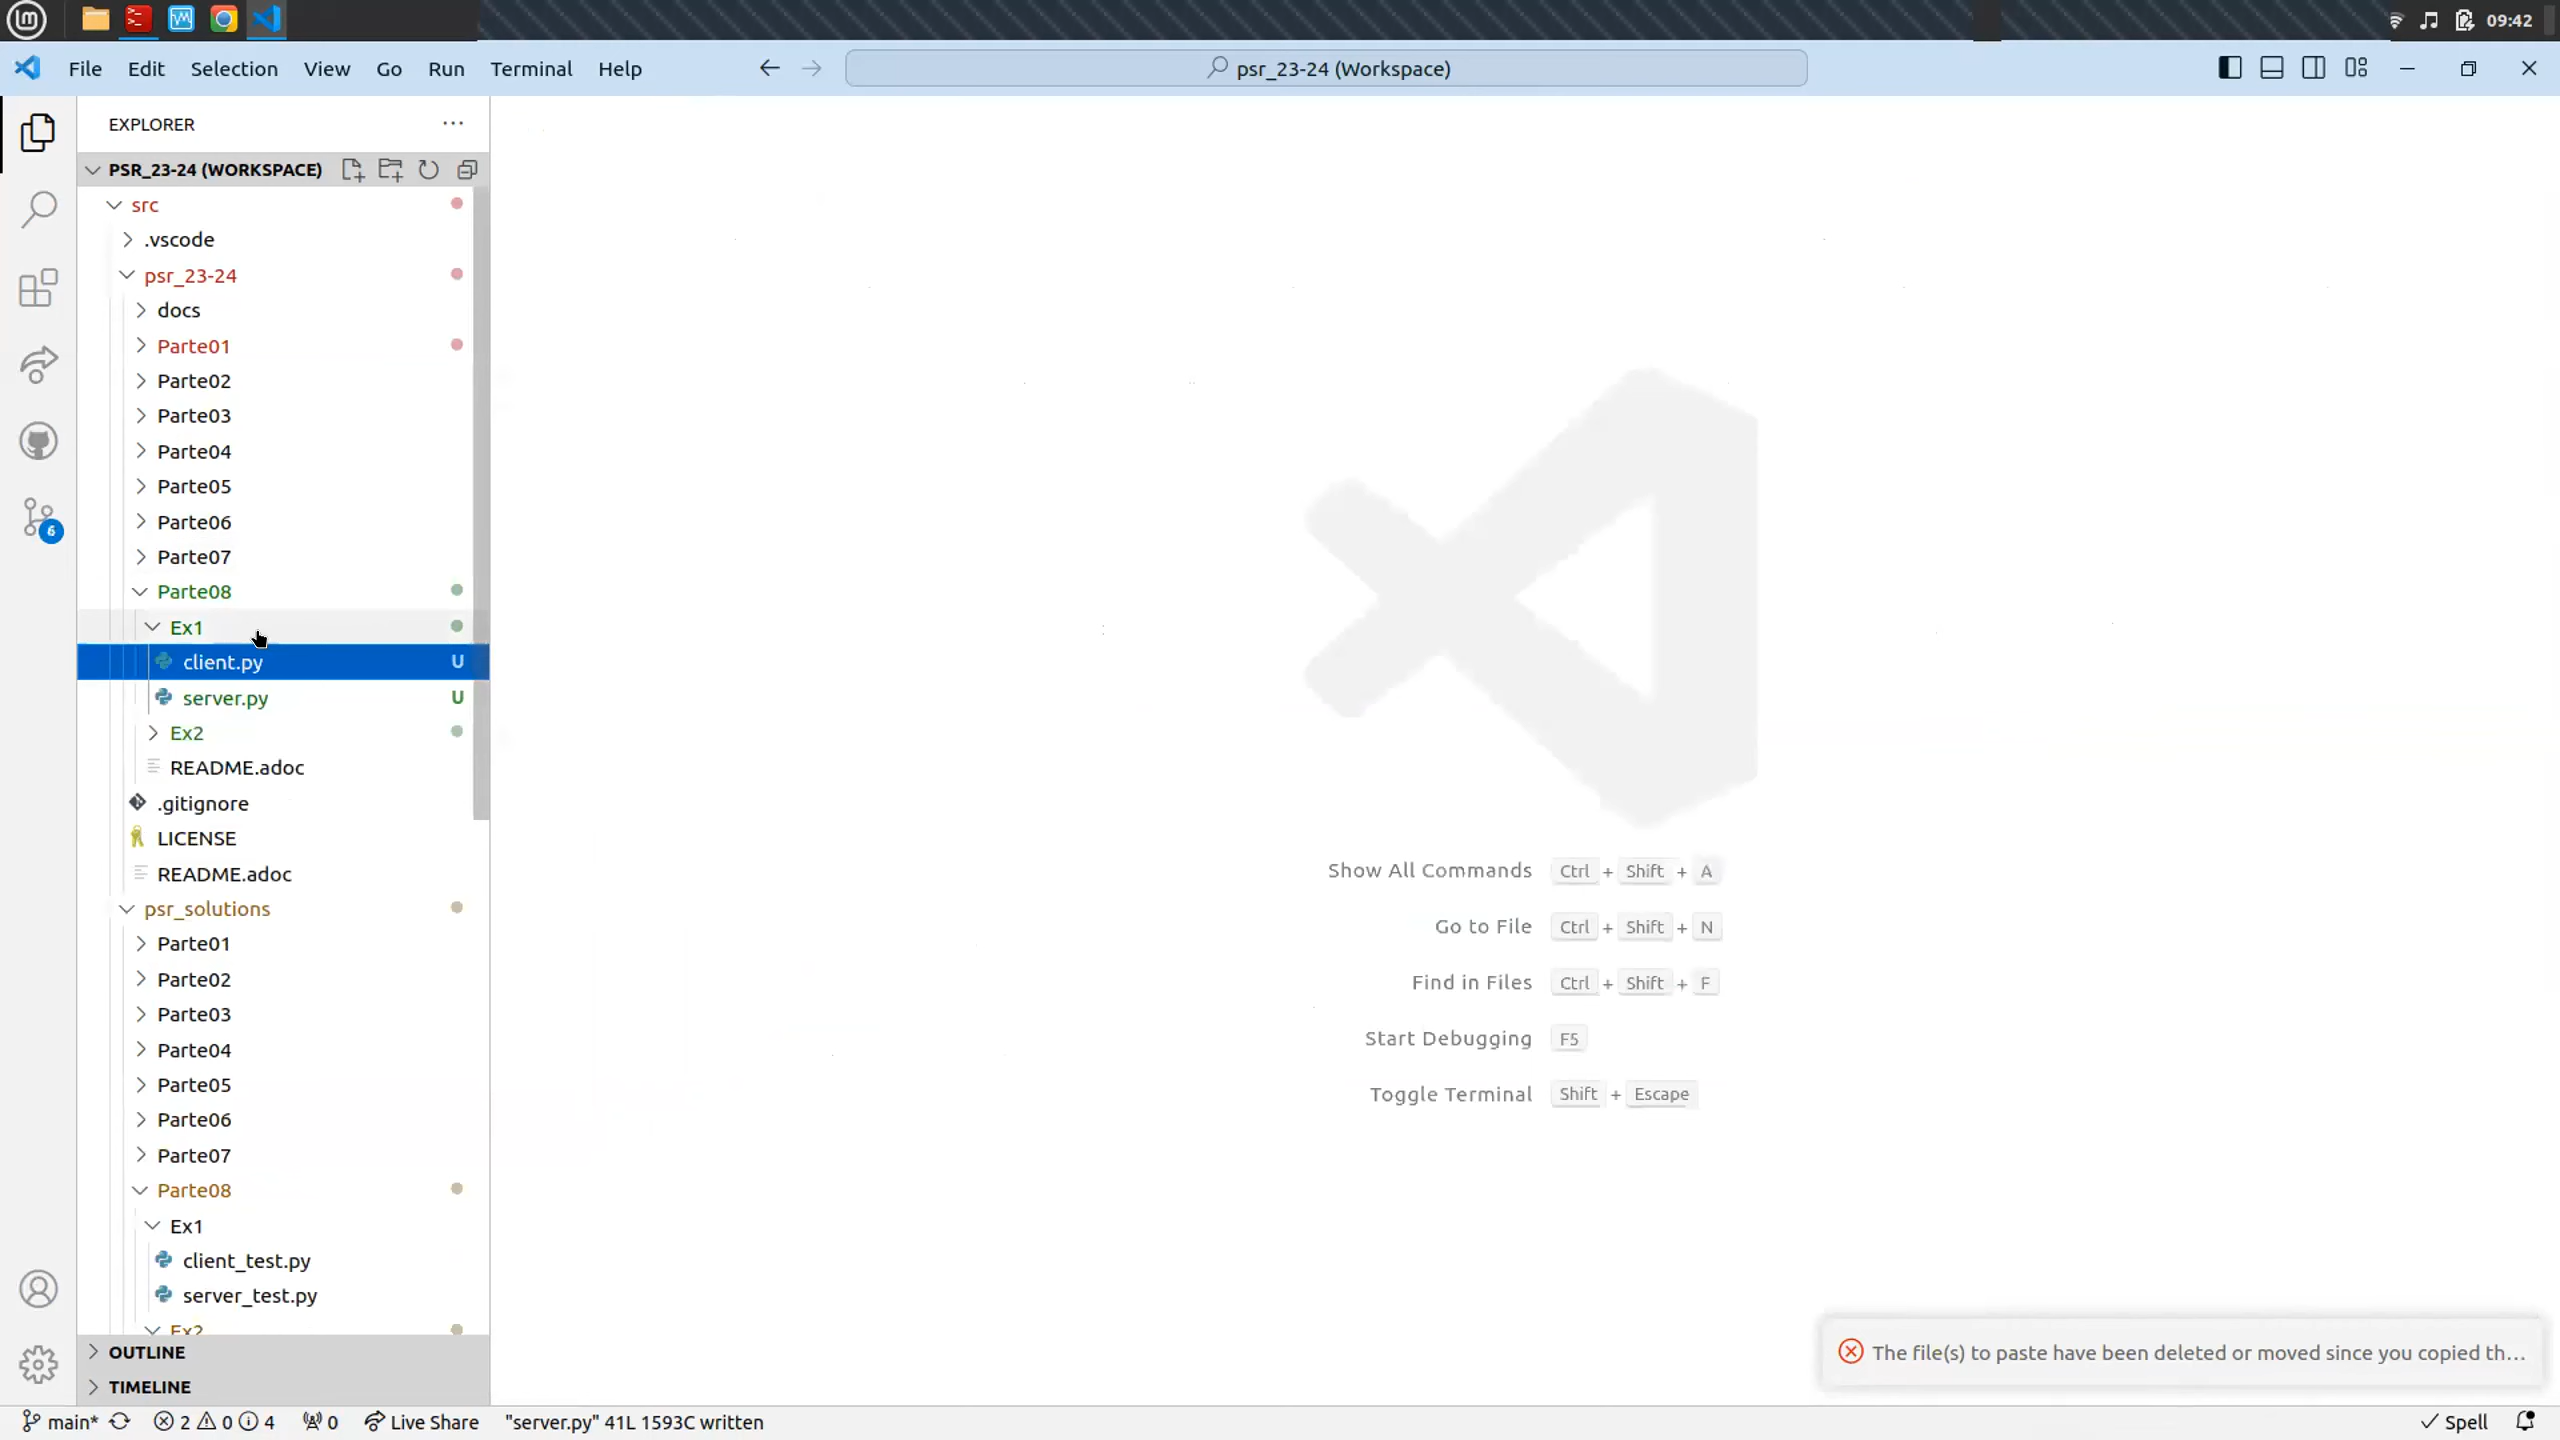 09:42
File Edit Selection View Go Run Terminal Help
psr_23-24 (Workspace)
EXPLORER
PSR_23-24 (WORKSPACE)
src
.vscode
psr_23-24
docs
Parte01
Parte02
Parte03
Parte04
Parte05
Parte06
Parte07
Parte08
Ex1
client.py U
server.py U
Ex2
README.adoc
.gitignore
LICENSE
README.adoc
psr_solutions
Parte01
Parte02
Parte03
Parte04
Parte05
Parte06
Parte07
Parte08
Ex1
client_test.py
server_test.py
Ex2
OUTLINE
TIMELINE
6
Show All Commands Ctrl + Shift + A
Go to File Ctrl + Shift + N
Find in Files Ctrl + Shift + F
Start Debugging F5
Toggle Terminal Shift + Escape
The file(s) to paste have been deleted or moved since you copied th...
main* 2 0 4 0 Live Share "server.py" 41L 1593C written Spell